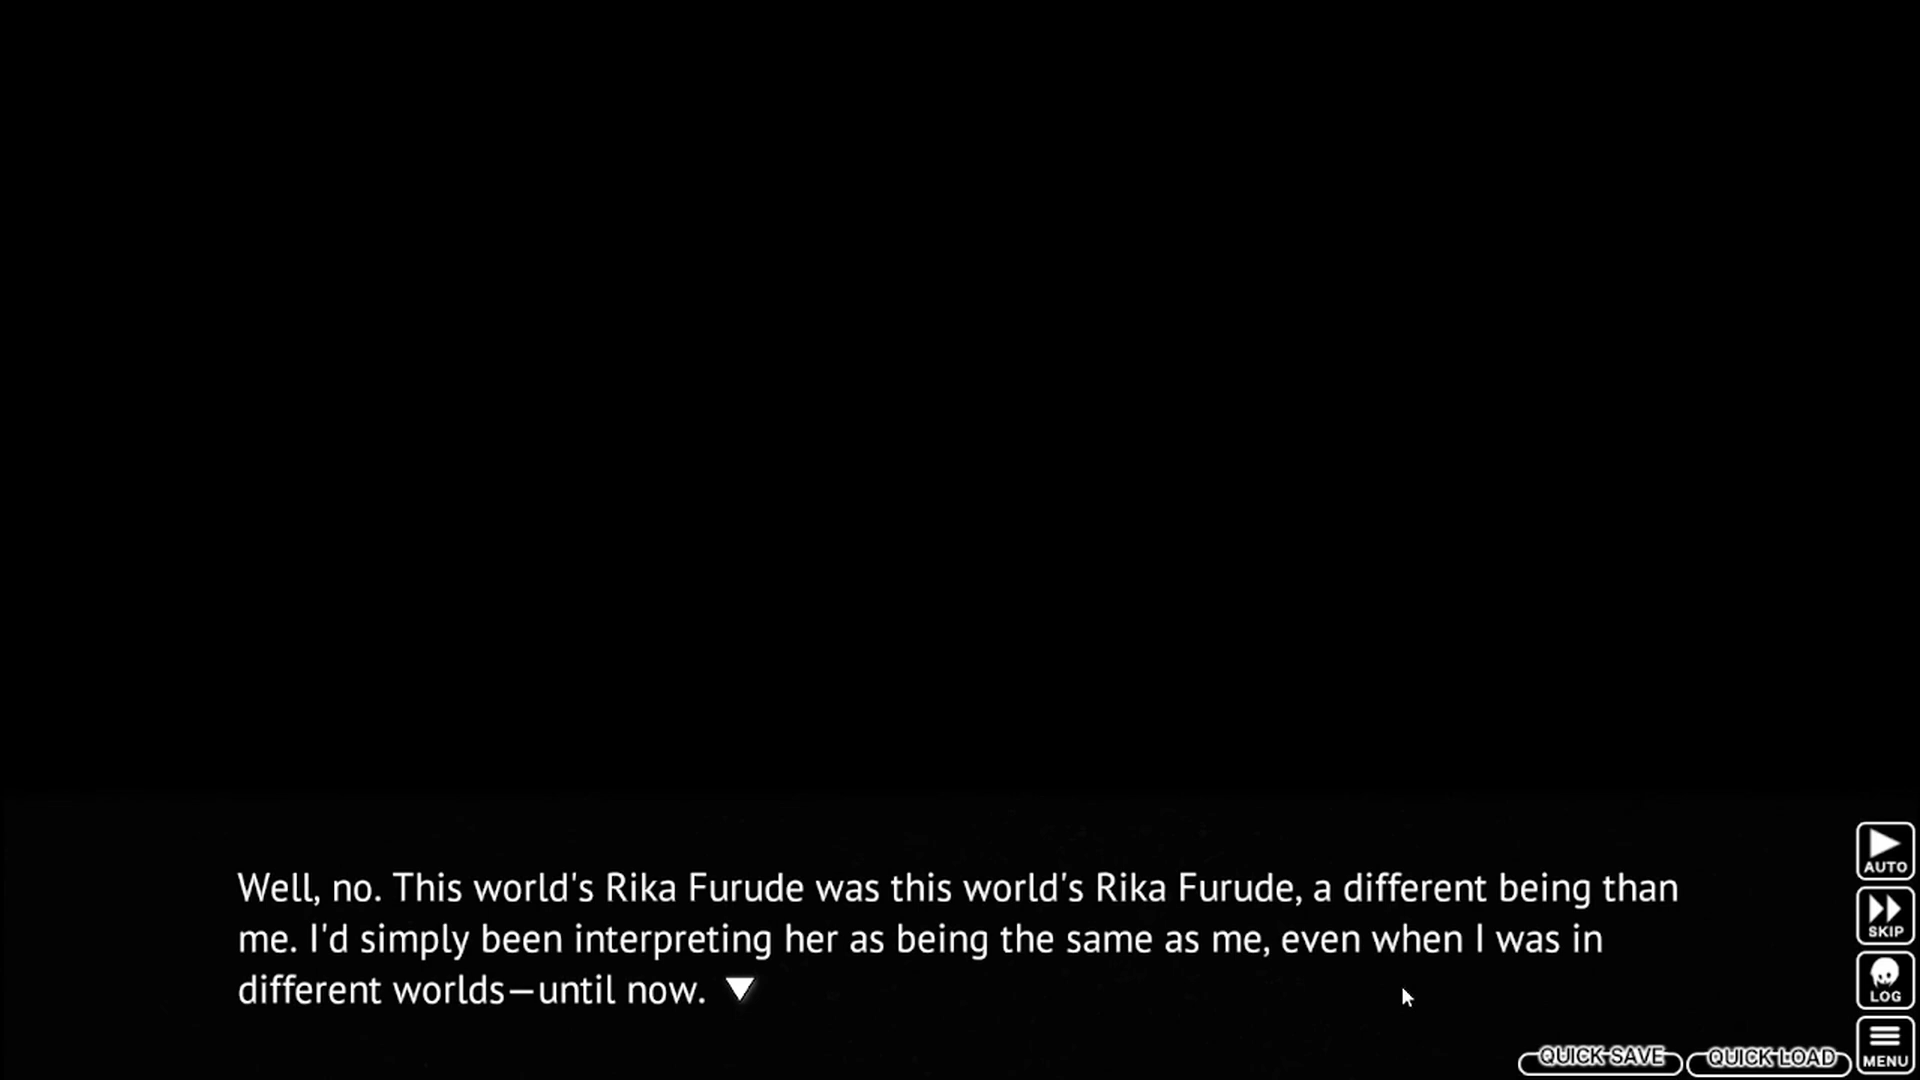 Well, no. This world's Rika Furude was this world's Rika Furude, a different being than
me. I'd simply been interpreting her as being the same as me, even when I was in
different worlds—until now.
AUTO
SKIP
LOG
MENU
QUICK SAVE QUICK LOAD